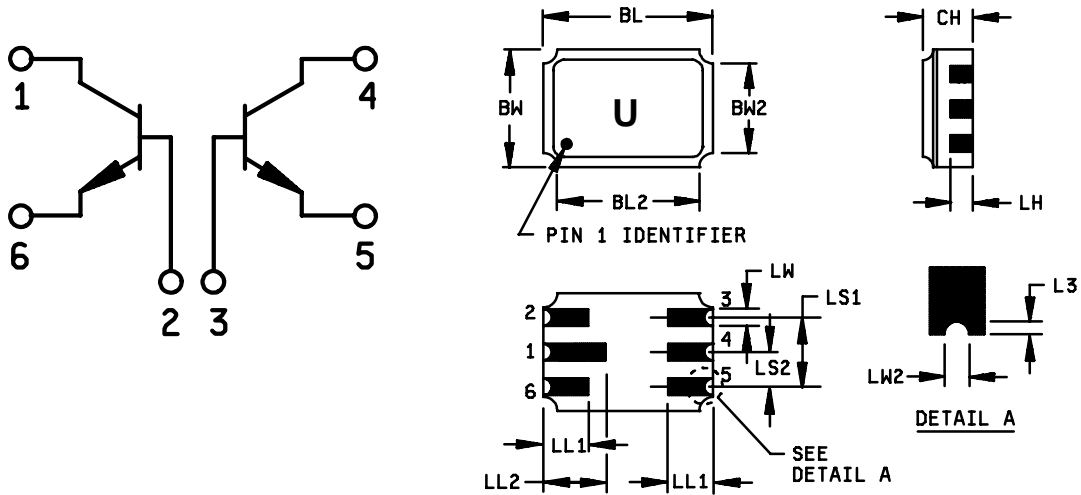 1
4
6
5
2
3
BL
BW
U
BW2
BL2
PIN 1 IDENTIFIER
CH
LH
LW
LS1
2
3
1
4
LS2
6
5
LL1
LL2
LL1
SEE
DETAIL A
L3
LW2
DETAIL A